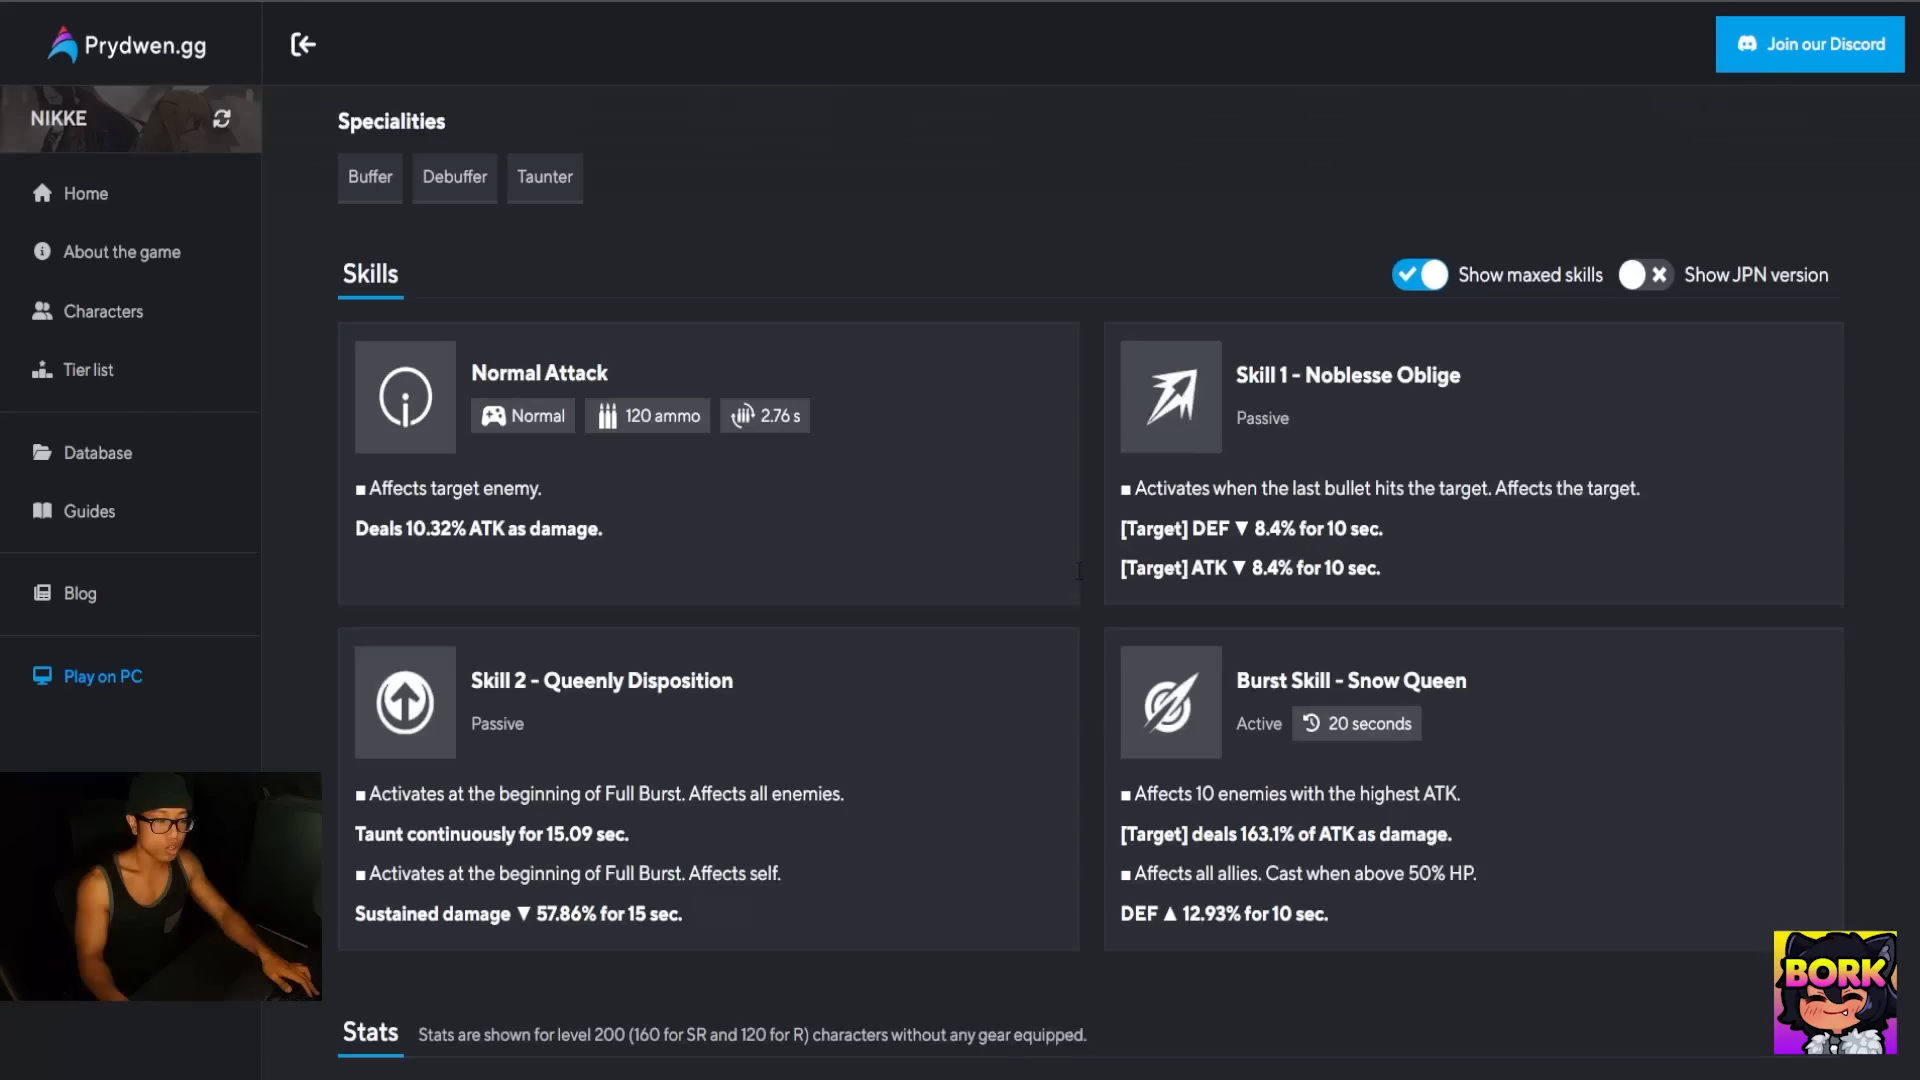 Prydwen.gg
Join our Discord
NIKKE
Home
About the game
Characters
Tier list
Database
Guides
Blog
Play on PC
Specialities
Buffer
Debuffer
Taunter
Skills
Show maxed skills
Show JPN version
Normal Attack
Normal
120 ammo
2.76 s
■ Affects target enemy.
Deals 10.32% ATK as damage.
Skill 1 - Noblesse Oblige
Passive
■ Activates when the last bullet hits the target. Affects the target.
[Target] DEF ▼ 8.4% for 10 sec.
[Target] ATK ▼ 8.4% for 10 sec.
Skill 2 - Queenly Disposition
Passive
■ Activates at the beginning of Full Burst. Affects all enemies.
Taunt continuously for 15.09 sec.
■ Activates at the beginning of Full Burst. Affects self.
Sustained damage ▼ 57.86% for 15 sec.
Burst Skill - Snow Queen
Active
20 seconds
■ Affects 10 enemies with the highest ATK.
[Target] deals 163.1% of ATK as damage.
■ Affects all allies. Cast when above 50% HP.
DEF ▲ 12.93% for 10 sec.
BORK
Stats
Stats are shown for level 200 (160 for SR and 120 for R) characters without any gear equipped.